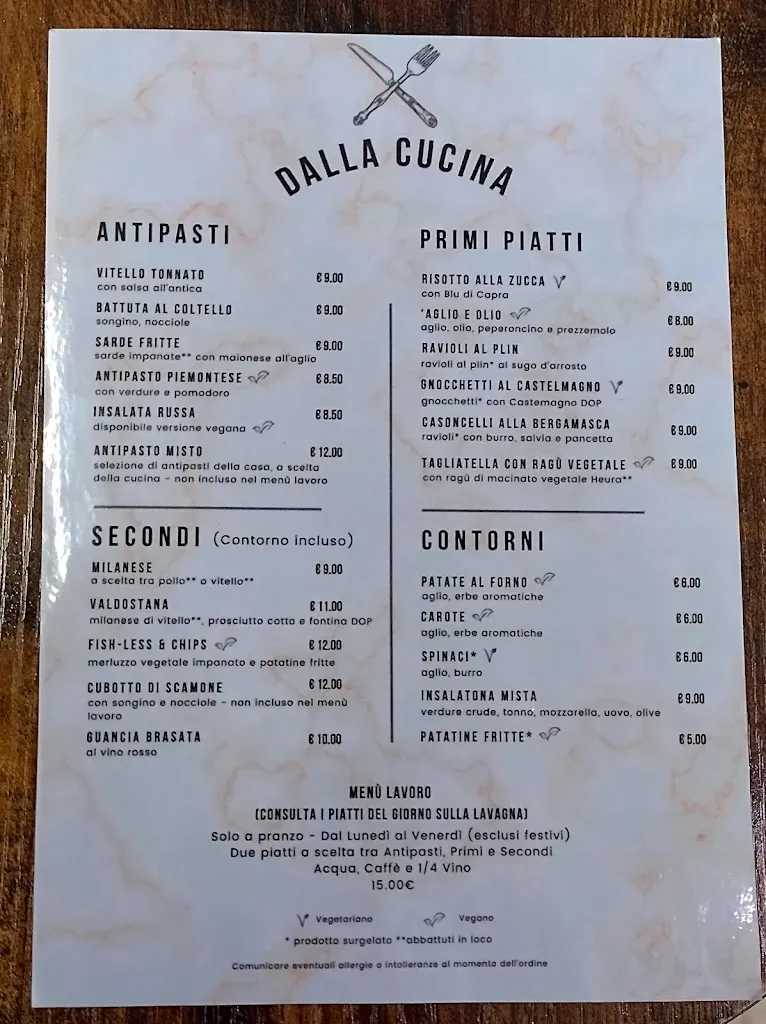 DALLA CUCINA
ANTIPASTI
VITELLO TONNATO € 9.00
con salsa all'antica
BATTUTA AL COLTELLO € 9.00
songino, nocciole
SARDE FRITTE € 9.00
sarde impanate** con maionese all'aglio
ANTIPASTO PIEMONTESE € 8.50
con verdure e pomodoro
INSALATA RUSSA € 8.50
disponibile versione vegana
ANTIPASTO MISTO € 12.00
selezione di antipasti della casa, a scelta
della cucina - non incluso nel menù lavoro
PRIMI PIATTI
RISOTTO ALLA ZUCCA € 9.00
con Blu di Capra
'AGLIO E OLIO € 8.00
aglio, olio, peperoncino e prezzemolo
RAVIOLI AL PLIN € 9.00
ravioli al plin* al sugo d'arrosto
GNOCCHETTI AL CASTELMAGNO € 9.00
gnocchetti* con Castemagno DOP
CASONCELLI ALLA BERGAMASCA € 9.00
ravioli* con burro, salvia e pancetta
TAGLIATELLA CON RAGÙ VEGETALE € 9.00
con ragù di macinato vegetale Heura**
SECONDI (Contorno incluso)
MILANESE € 9.00
a scelta tra pollo** o vitello**
VALDOSTANA € 11.00
milanese di vitello**, prosciutto cotto e fontina DOP
FISH-LESS & CHIPS € 12.00
merluzzo vegetale impanato e patatine fritte
CUBOTTO DI SCAMONE € 12.00
con songino e nocciole - non incluso nel menù
lavoro
GUANCIA BRASATA € 10.00
al vino rosso
CONTORNI
PATATE AL FORNO € 6.00
aglio, erbe aromatiche
CAROTE € 6.00
aglio, erbe aromatiche
SPINACI* € 6.00
aglio, burro
INSALATONA MISTA € 9.00
verdure crude, tonno, mozzarella, uovo, olive
PATATINE FRITTE* € 5.00
MENÙ LAVORO
(CONSULTA I PIATTI DEL GIORNO SULLA LAVAGNA)
Solo a pranzo - Dal Lunedì al Venerdì (esclusi festivi)
Due piatti a scelta tra Antipasti, Primi e Secondi
Acqua, Caffè e 1/4 Vino
15.00€
Vegetariano Vegano
* prodotto surgelato **abbattuti in loco
Comunicare eventuali allergie o intolleranze al momento dell'ordine